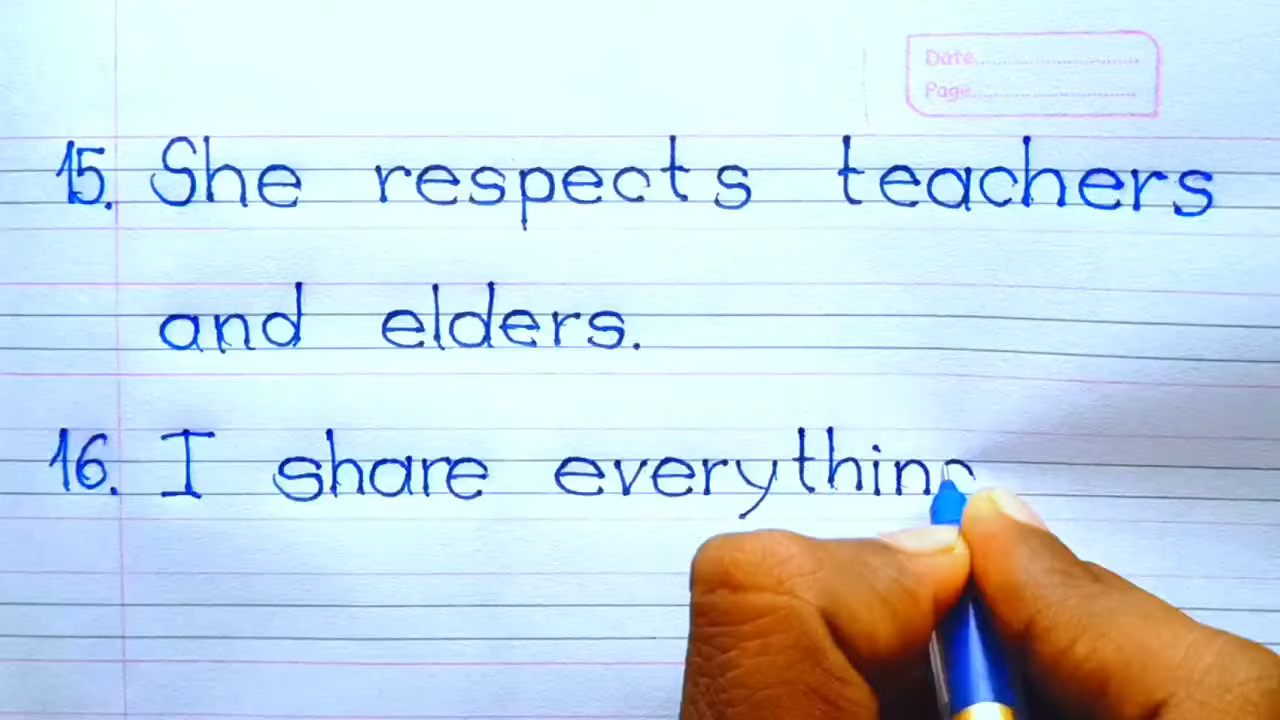 Date
Page
15. She respects teachers
and elders.
16. I share everythin